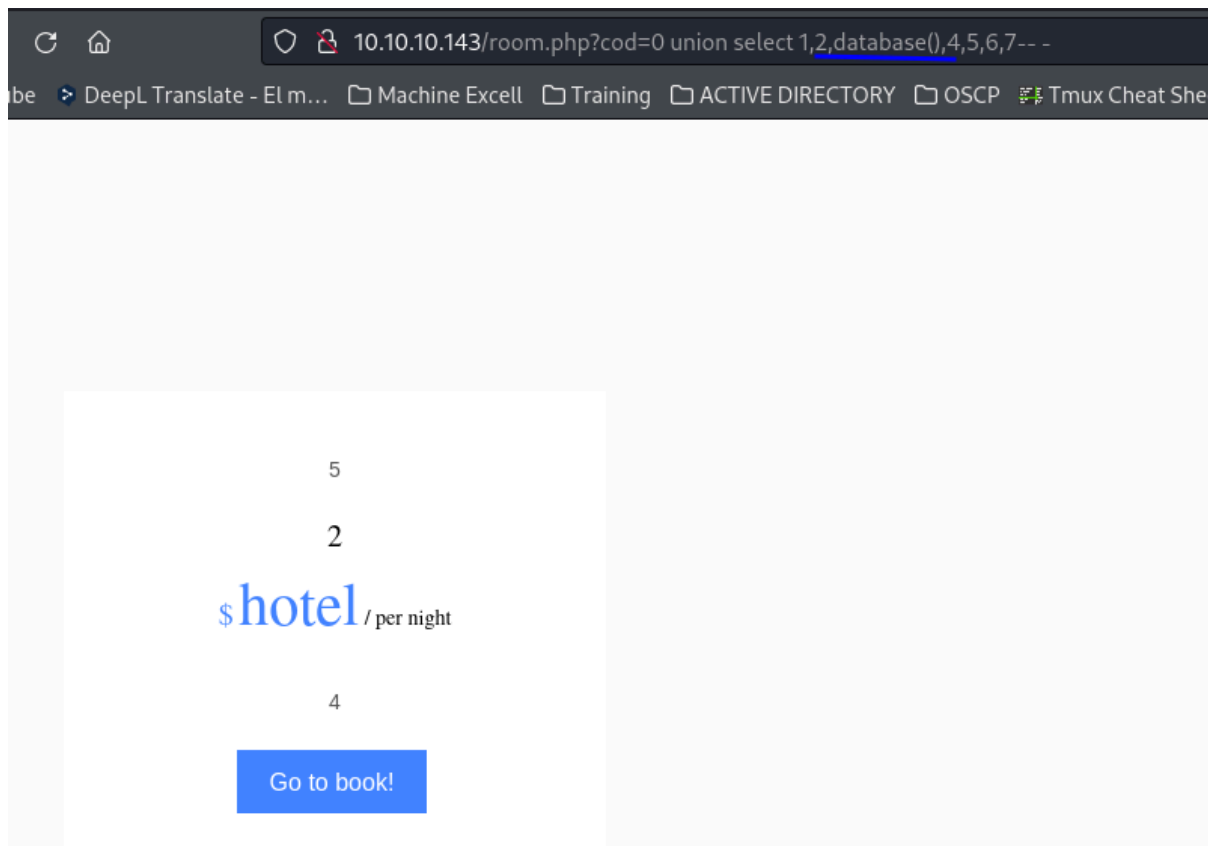 10.10.10.143/room.php?cod=0 union select 1,2,database(),4,5,6,7-- -
be DeepL Translate - El m... Machine Excell Training ACTIVE DIRECTORY OSCP Tmux Cheat She
5
2
$hotel / per night
4
Go to book!